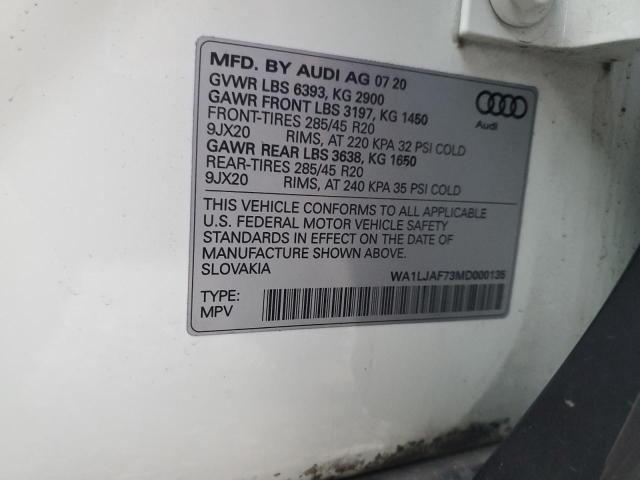 MFD. BY AUDI AG 07 20
GVWR LBS 6393, KG 2900
GAWR FRONT LBS 3197, KG 1450
FRONT-TIRES 285/45 R20
9JX20 RIMS, AT 220 KPA 32 PSI COLD
GAWR REAR LBS 3638, KG 1650
REAR-TIRES 285/45 R20
9JX20 RIMS, AT 240 KPA 35 PSI COLD
Audi
THIS VEHICLE CONFORMS TO ALL APPLICABLE
U.S. FEDERAL MOTOR VEHICLE SAFETY
STANDARDS IN EFFECT ON THE DATE OF
MANUFACTURE SHOWN ABOVE.
SLOVAKIA
WA1LJAF73MD000135
TYPE:
MPV